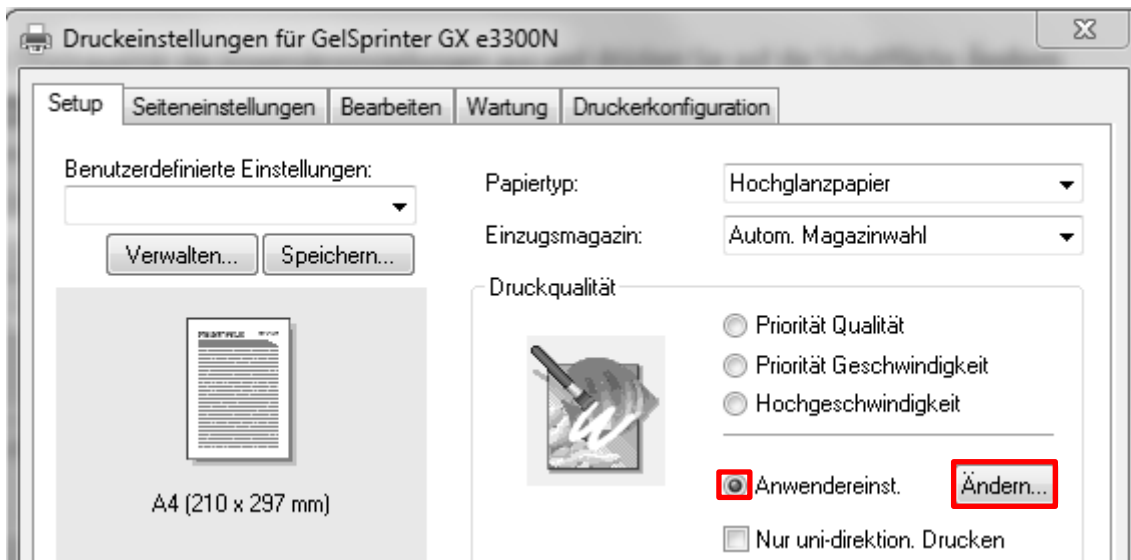 Druckeinstellungen für GelSprinter GX e3300N
Setup Seiteneinstellungen Bearbeiten Wartung Druckerkonfiguration
Benutzerdefinierte Einstellungen:
Verwalten... Speichern...
A4 (210 x 297 mm)
Papiertyp: Hochglanzpapier
Einzugsmagazin: Autom. Magazinwahl
Druckqualität
Priorität Qualität
Priorität Geschwindigkeit
Hochgeschwindigkeit
Anwendereinst. Ändern...
Nur uni-direktion. Drucken